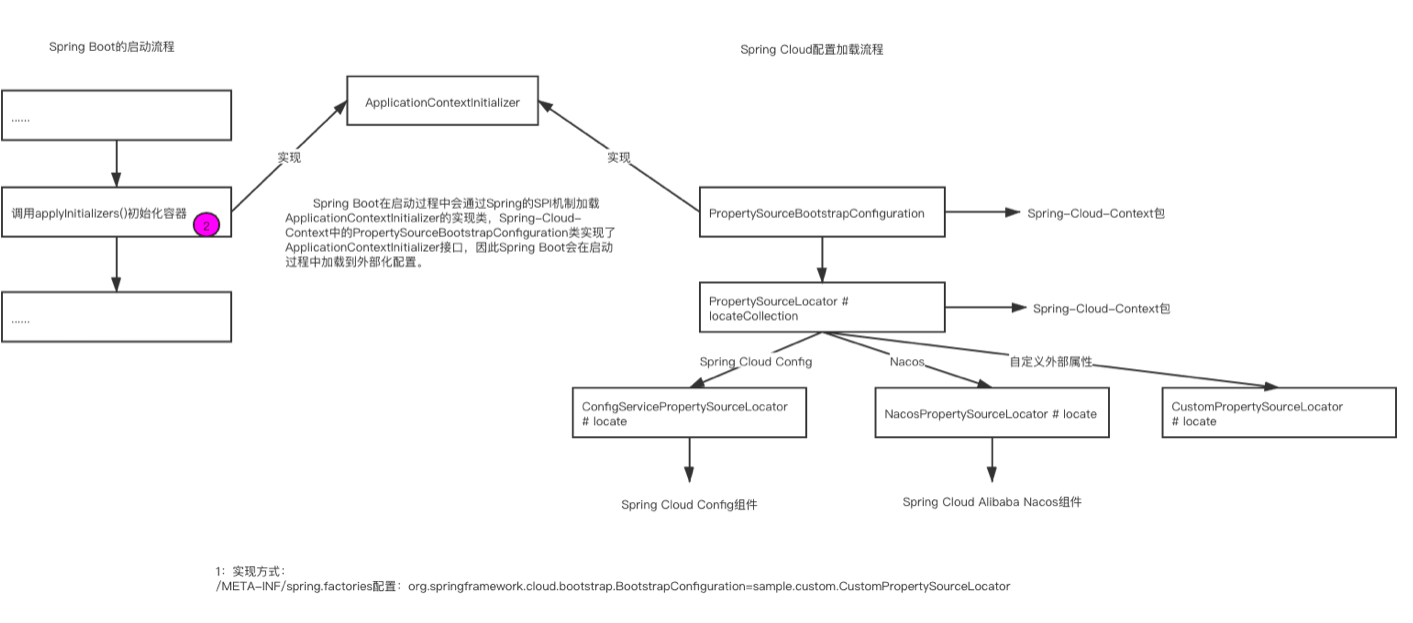 Spring Boot的启动流程
Spring Cloud配置加载流程
ApplicationContextInitializer
......
实现
实现
调用applyInitializers()初始化容器
2
Spring Boot在启动过程中会通过Spring的SPI机制加载
ApplicationContextInitializer的实现类，Spring-Cloud-
Context中的PropertySourceBootstrapConfiguration类实现了
ApplicationContextInitializer接口，因此Spring Boot会在启动
过程中加载到外部化配置。
PropertySourceBootstrapConfiguration
Spring-Cloud-Context包
......
PropertySourceLocator #
locateCollection
Spring-Cloud-Context包
Spring Cloud Config
Nacos
自定义外部属性
ConfigServicePropertySourceLocator
# locate
NacosPropertySourceLocator # locate
CustomPropertySourceLocator
# locate
Spring Cloud Config组件
Spring Cloud Alibaba Nacos组件
1：实现方式：
/META-INF/spring.factories配置：org.springframework.cloud.bootstrap.BootstrapConfiguration=sample.custom.CustomPropertySourceLocator